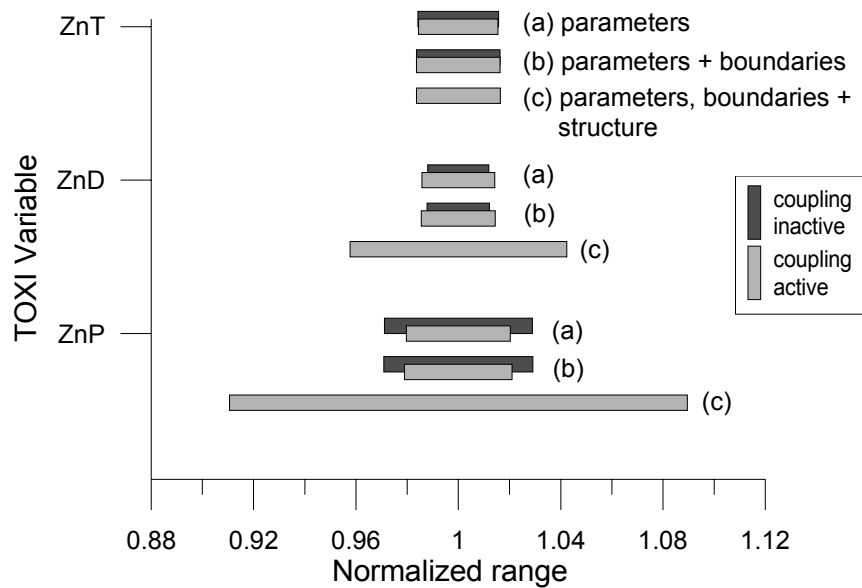 ZnT
(a) parameters
(b) parameters + boundaries
(c) parameters, boundaries +
structure
ZnD
(a)
(b)
(c)
coupling
inactive
coupling
active
TOXI Variable
ZnP
(a)
(b)
(c)
0.88 0.92 0.96 1 1.04 1.08 1.12
Normalized range